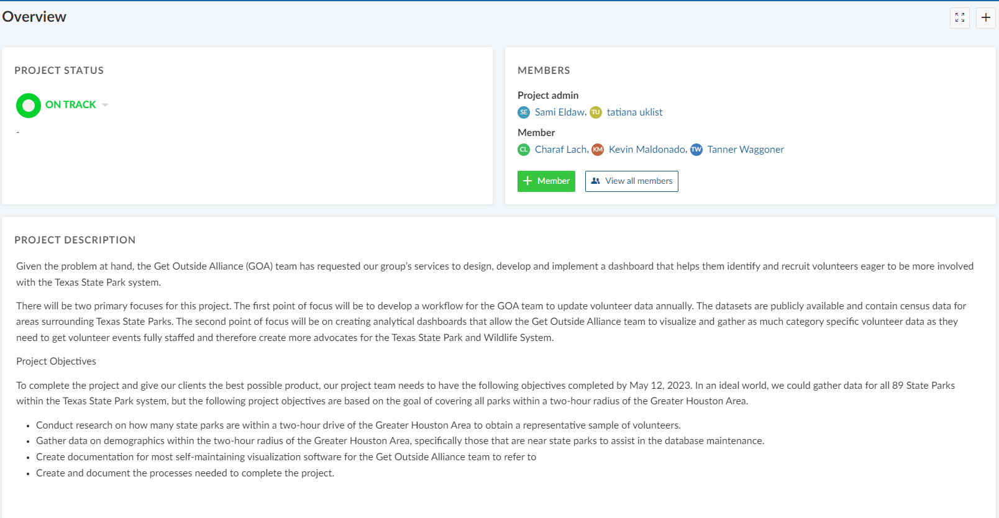 Overview
PROJECT STATUS
ON TRACK
-
MEMBERS
Project admin
SE Sami Eldaw, TU tatiana uklist
Member
CL Charaf Lach, KM Kevin Maldonado, TW Tanner Waggoner
+ Member View all members
PROJECT DESCRIPTION
Given the problem at hand, the Get Outside Alliance (GOA) team has requested our group's services to design, develop and implement a dashboard that helps them identify and recruit volunteers eager to be more involved
with the Texas State Park system.
There will be two primary focuses for this project. The first point of focus will be to develop a workflow for the GOA team to update volunteer data annually. The datasets are publicly available and contain census data for
areas surrounding Texas State Parks. The second point of focus will be on creating analytical dashboards that allow the Get Outside Alliance team to visualize and gather as much category specific volunteer data as they
need to get volunteer events fully staffed and therefore create more advocates for the Texas State Park and Wildlife System.
Project Objectives
To complete the project and give our clients the best possible product, our project team needs to have the following objectives completed by May 12, 2023. In an ideal world, we could gather data for all 89 State Parks
within the Texas State Park system, but the following project objectives are based on the goal of covering all parks within a two-hour radius of the Greater Houston Area.
• Conduct research on how many state parks are within a two-hour drive of the Greater Houston Area to obtain a representative sample of volunteers.
• Gather data on demographics within the two-hour radius of the Greater Houston Area, specifically those that are near state parks to assist in the database maintenance.
• Create documentation for most self-maintaining visualization software for the Get Outside Alliance team to refer to
• Create and document the processes needed to complete the project.